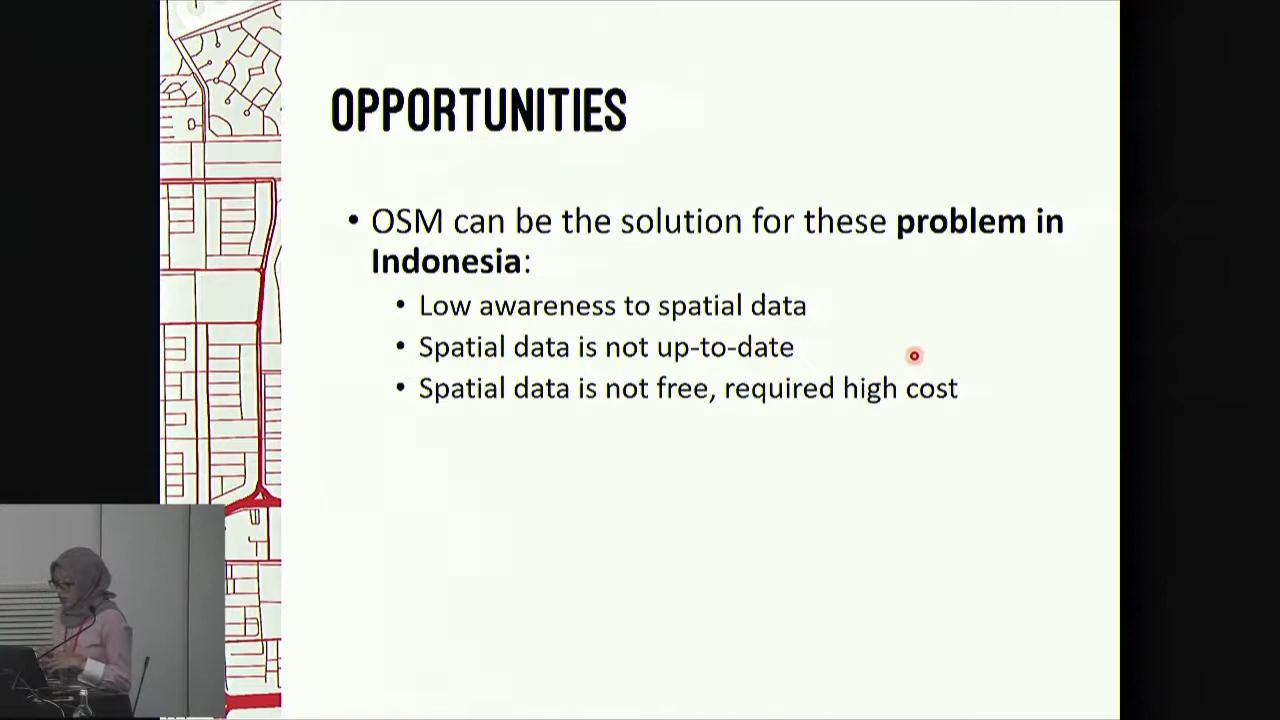 OPPORTUNITIES
• OSM can be the solution for these problem in
Indonesia:
• Low awareness to spatial data
• Spatial data is not up-to-date
• Spatial data is not free, required high cost